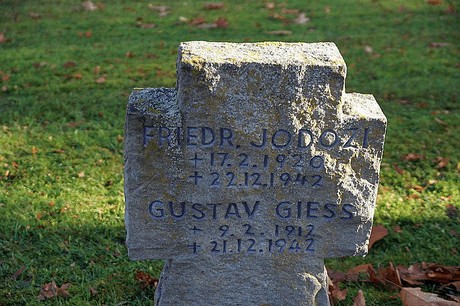 FRIEDR. JODOZI
+ 17.2.1920
+ 22.12.1942
GUSTAV GIESS
+ 9.2.1912
+ 21.12.1942